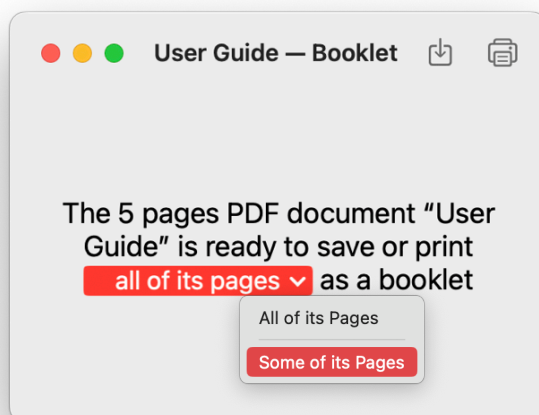 User Guide — Booklet
The 5 pages PDF document “User
Guide” is ready to save or print
all of its pages as a booklet
All of its Pages
Some of its Pages